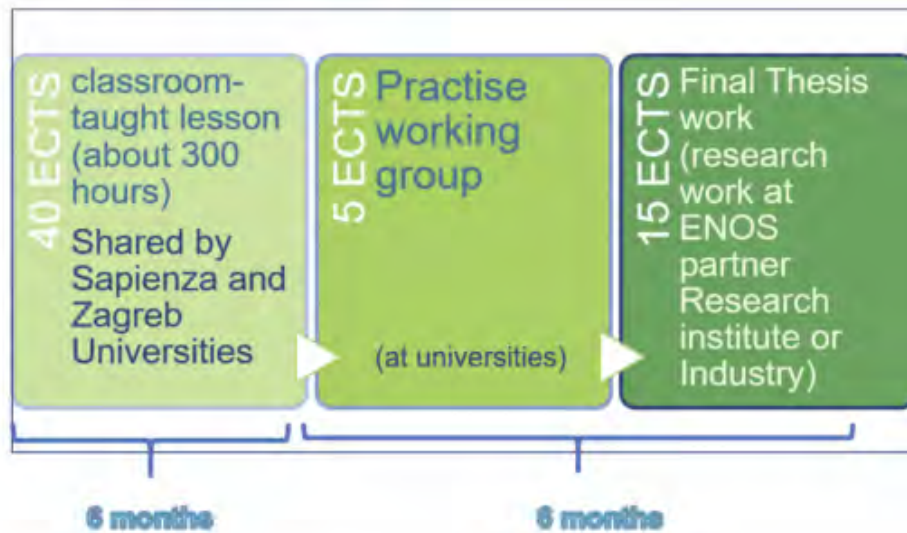 40 ECTS
classroom-
taught lesson
(about 300
hours)
Shared by
Sapienza and
Zagreb
Universities
5 ECTS
Practise
working
group
(at universities)
15 ECTS
Final Thesis
work
(research
work at
ENOS
partner
Research
institute or
Industry)
6 months
6 months